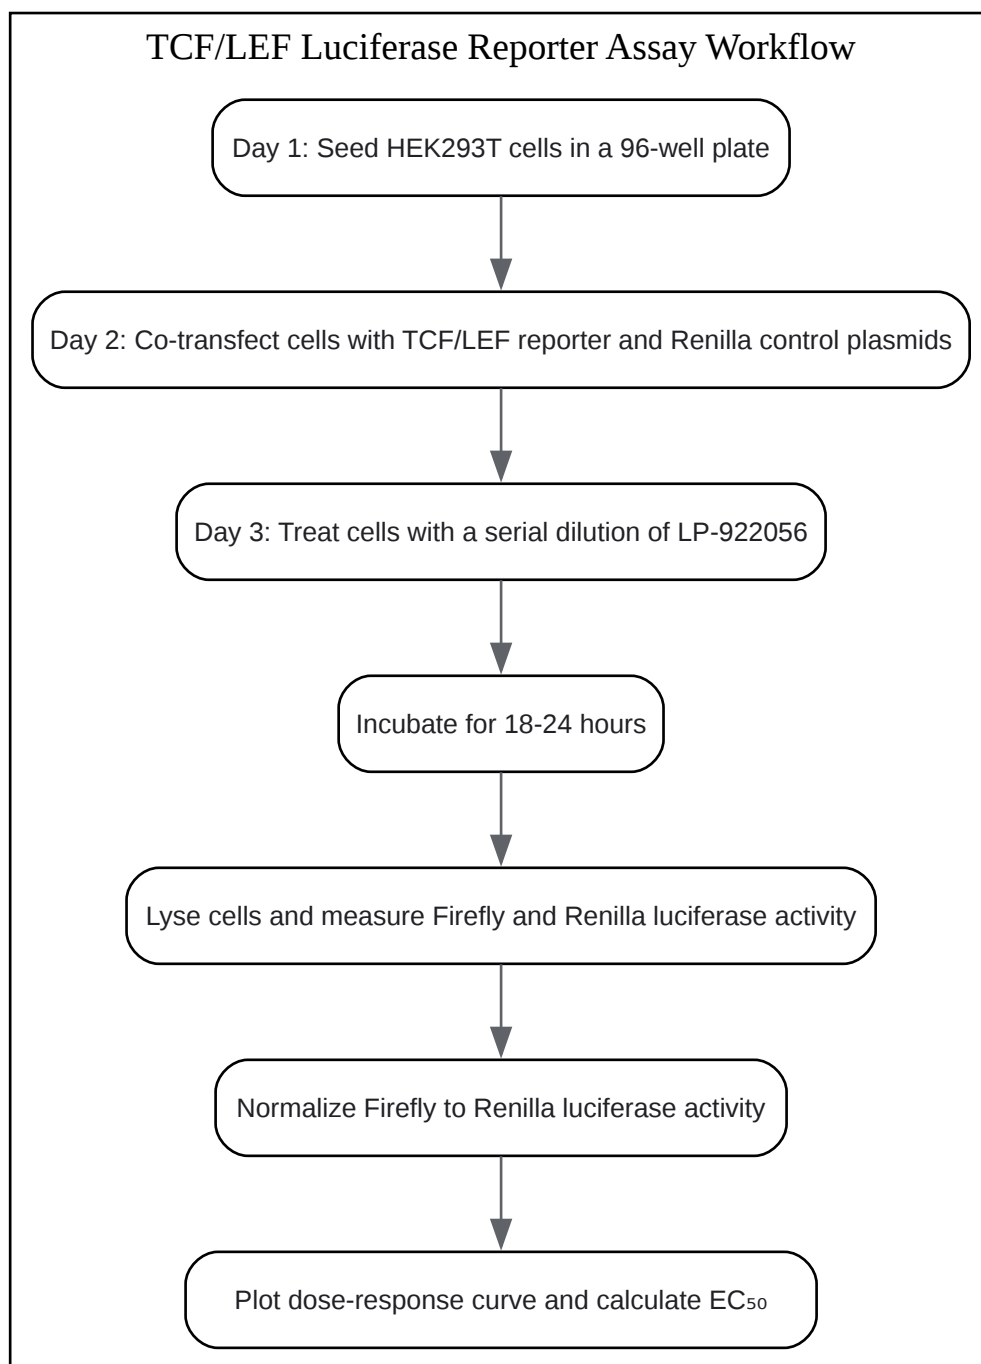 TCF/LEF Luciferase Reporter Assay Workflow
Day 1: Seed HEK293T cells in a 96-well plate
Day 2: Co-transfect cells with TCF/LEF reporter and Renilla control plasmids
Day 3: Treat cells with a serial dilution of LP-922056
Incubate for 18-24 hours
Lyse cells and measure Firefly and Renilla luciferase activity
Normalize Firefly to Renilla luciferase activity
Plot dose-response curve and calculate EC₅₀